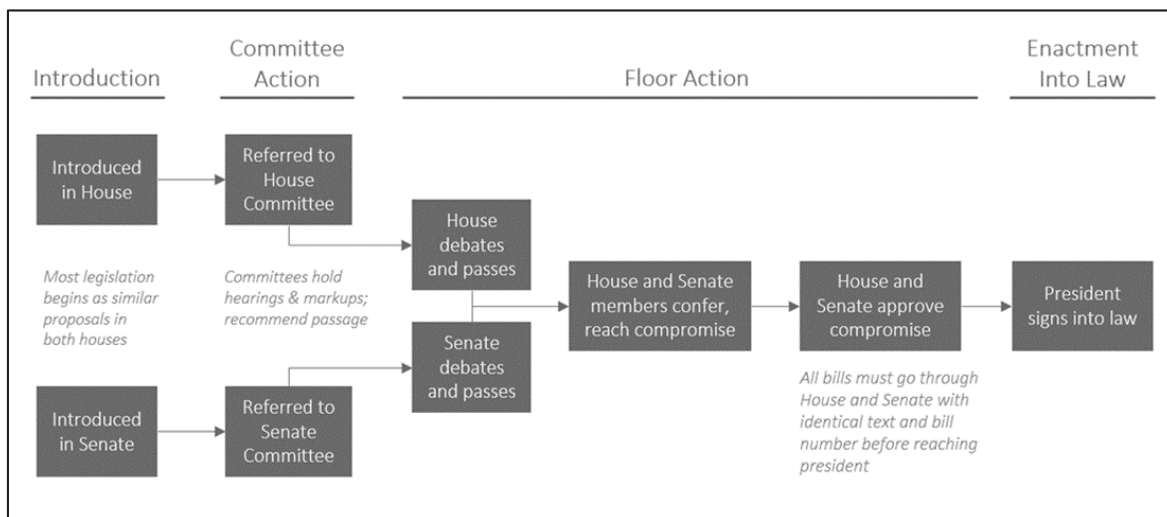 Introduction
Committee
Action
Floor Action
Enactment
Into Law
Introduced
in House
Referred to
House
Committee
House
debates
and passes
Most legislation
begins as similar
proposals in
both houses
Committees hold
hearings & markups;
recommend passage
House and Senate
members confer,
reach compromise
House and
Senate approve
compromise
President
signs into law
Senate
debates
and passes
Introduced
in Senate
Referred to
Senate
Committee
All bills must go through
House and Senate with
identical text and bill
number before reaching
president